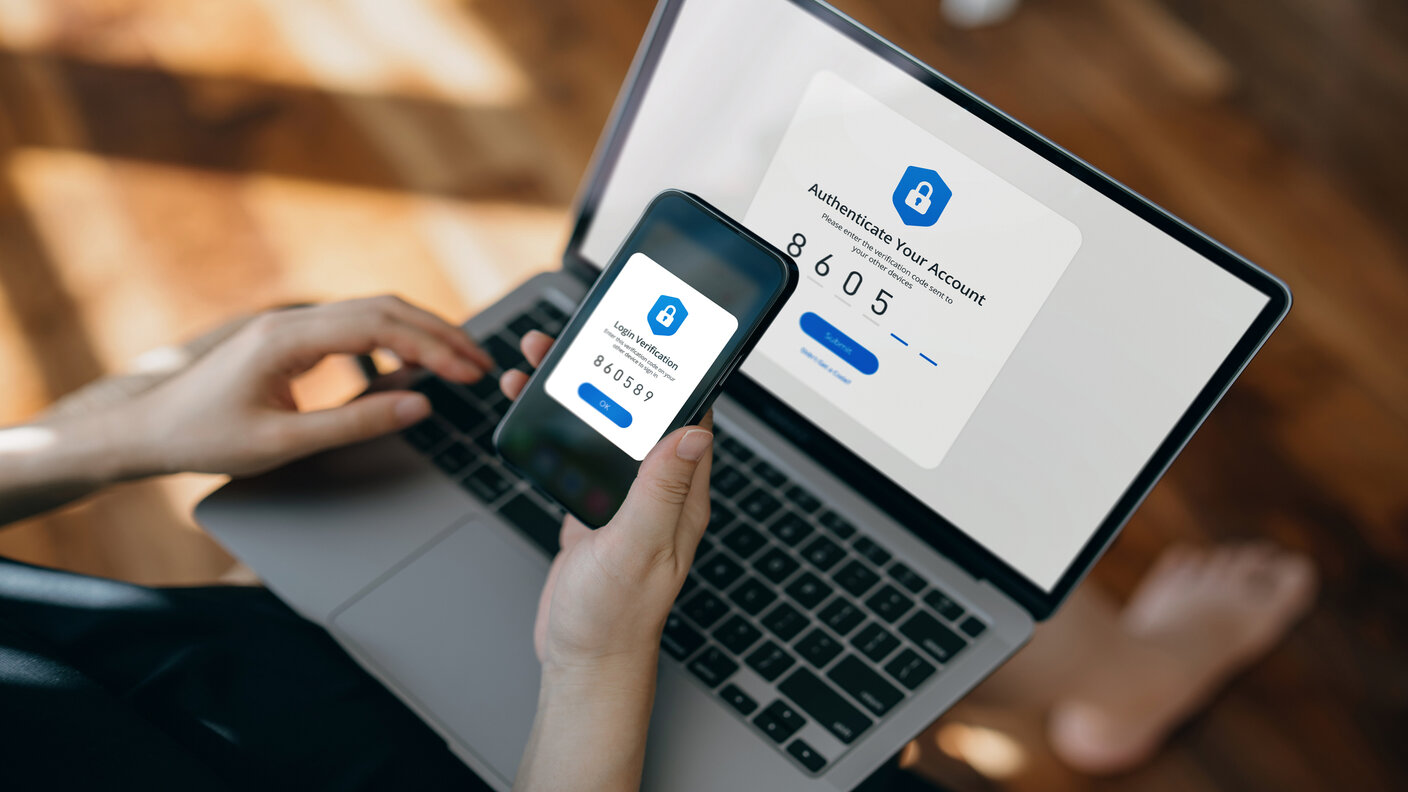 Authenticate Your Account
Please enter the verification code sent to
your other devices
8 6 0 5 _ _
Submit
Didn't Get a Code?
Login Verification
Enter this verification code on your
other device to sign in
860589
OK